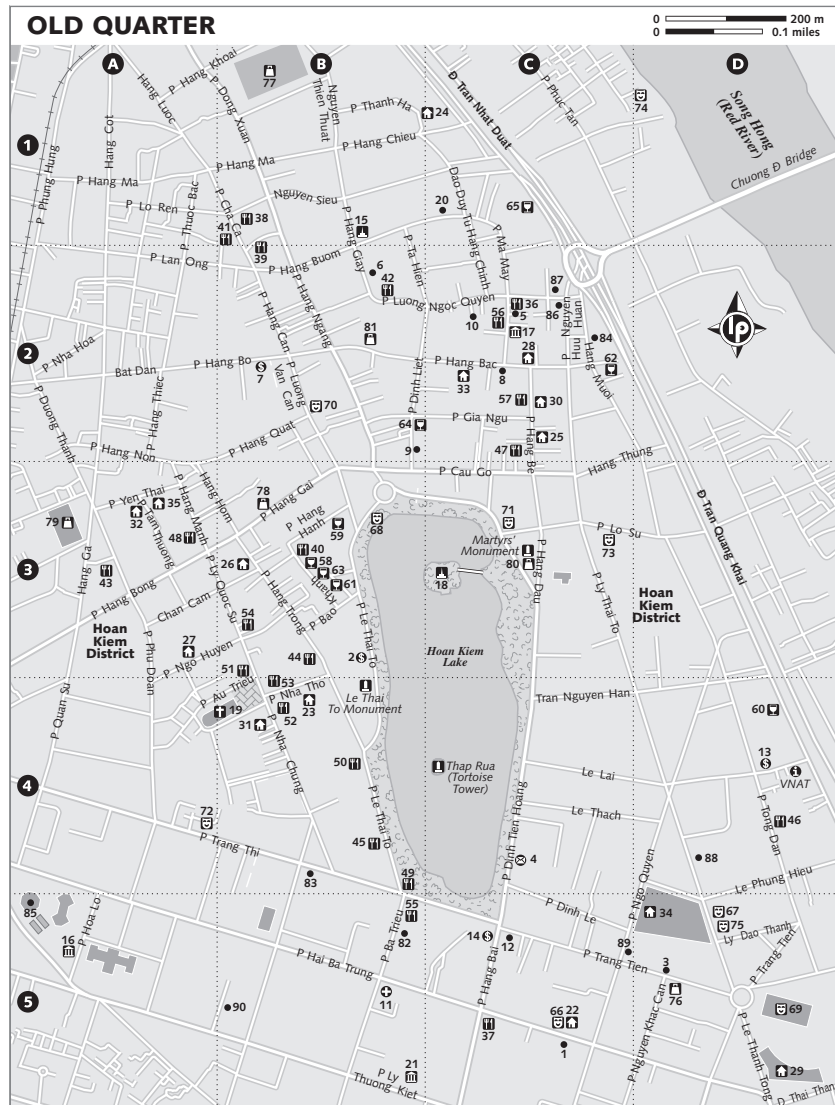 OLD QUARTER
0 200 m
0 0.1 miles
A
B
C
D
1
2
3
4
5
P Hang Khoai
Hang Luoc
P Dong Xuan
77
Nguyen
Thien Thuat
P Thanh Ha
24
Đ Tran Nhat Duat
P Phuc Tan
74
Song Hong
(Red River)
Chuong Đ Bridge
P Phung Hung
Hang Cot
P Hang Ma
P Hang Ma
P Hang Chieu
P Lo Ren
P Thuoc Bac
P Cha Ca
38
Nguyen Sieu
15
20
65
Dao Duy Tu
Hang Chinh
41
39
P Lan Ong
P Hang Giay
P Hang Buom
6
42
P Ta Hien
P Ma May
87
P Luong Ngoc Quyen
36
5
86
10
56
17
P Nguyen
Huu Huan
84
lp
P Hang Can
P Hang Ngang
81
28
Hang Muoi
62
P Nha Hoa
Bat Dan
P Hang Bo
7
P Luong
Van Can
70
P Dinh Liet
P Hang Bac
33
8
57
30
P Duong Thanh
P Hang Thiec
P Hang Quat
64
9
P Gia Ngu
47
P Hang Be
25
P Hang Non
P Cau Go
Hang Thung
P Yen Thai
35
32
P Tam Thuong
P Hang Manh
Hang Hom
78
P Hang Gai
P Hang
Hanh
59
68
71
Martyrs'
Monument
80
P Lo Su
73
Đ Tran Quang Khai
79
48
40
58
63
61
18
P Hang Dau
Hang Ga
43
26
P Hang Bong
P Ly Quoc Su
P Hang Trong
P Bao
Khanh
P Ly Thai To
Hoan
Kiem
District
Chan Cam
54
Hoan
Kiem
District
27
P Ngo Huyen
44
P Le Thai To
2
Hoan Kiem
Lake
P Phu Doan
51
53
P Au Trieu
P Nha Tho
Le Thai
To Monument
Tran Nguyen Han
P Quan Su
19
31
52
23
60
P Nha Chung
50
Thap Rua
(Tortoise
Tower)
13
VNAT
Le Lai
P Dinh Tien Hoang
Le Thach
P Tong Dan
46
72
P Trang Thi
P Le Thai To
45
4
88
83
49
P Ngo Quyen
Le Phung Hieu
85
P Hoa Lo
55
P Dinh Le
34
67
75
Ly Dao Thanh
16
P Ba Trieu
82
14
12
P Trang Tien
89
3
P Trang Tien
P Hai Ba Trung
P Hang Bai
76
90
11
66
22
69
37
1
P Nguyen Khac Can
P Le Thanh Tong
P Ly
Thuong Kiet
21
29
Đ Thai Than